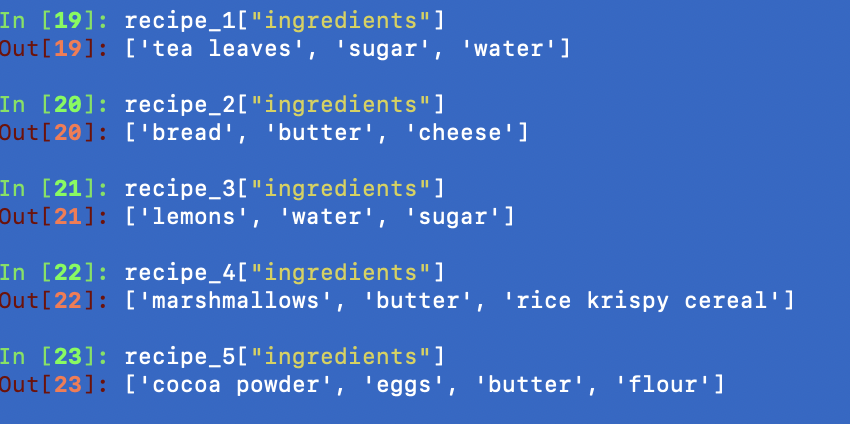 In [19]: recipe_1["ingredients"]
Out[19]: ['tea leaves', 'sugar', 'water']
In [20]: recipe_2["ingredients"]
Out[20]: ['bread', 'butter', 'cheese']
In [21]: recipe_3["ingredients"]
Out[21]: ['lemons', 'water', 'sugar']
In [22]: recipe_4["ingredients"]
Out[22]: ['marshmallows', 'butter', 'rice krispy cereal']
In [23]: recipe_5["ingredients"]
Out[23]: ['cocoa powder', 'eggs', 'butter', 'flour']